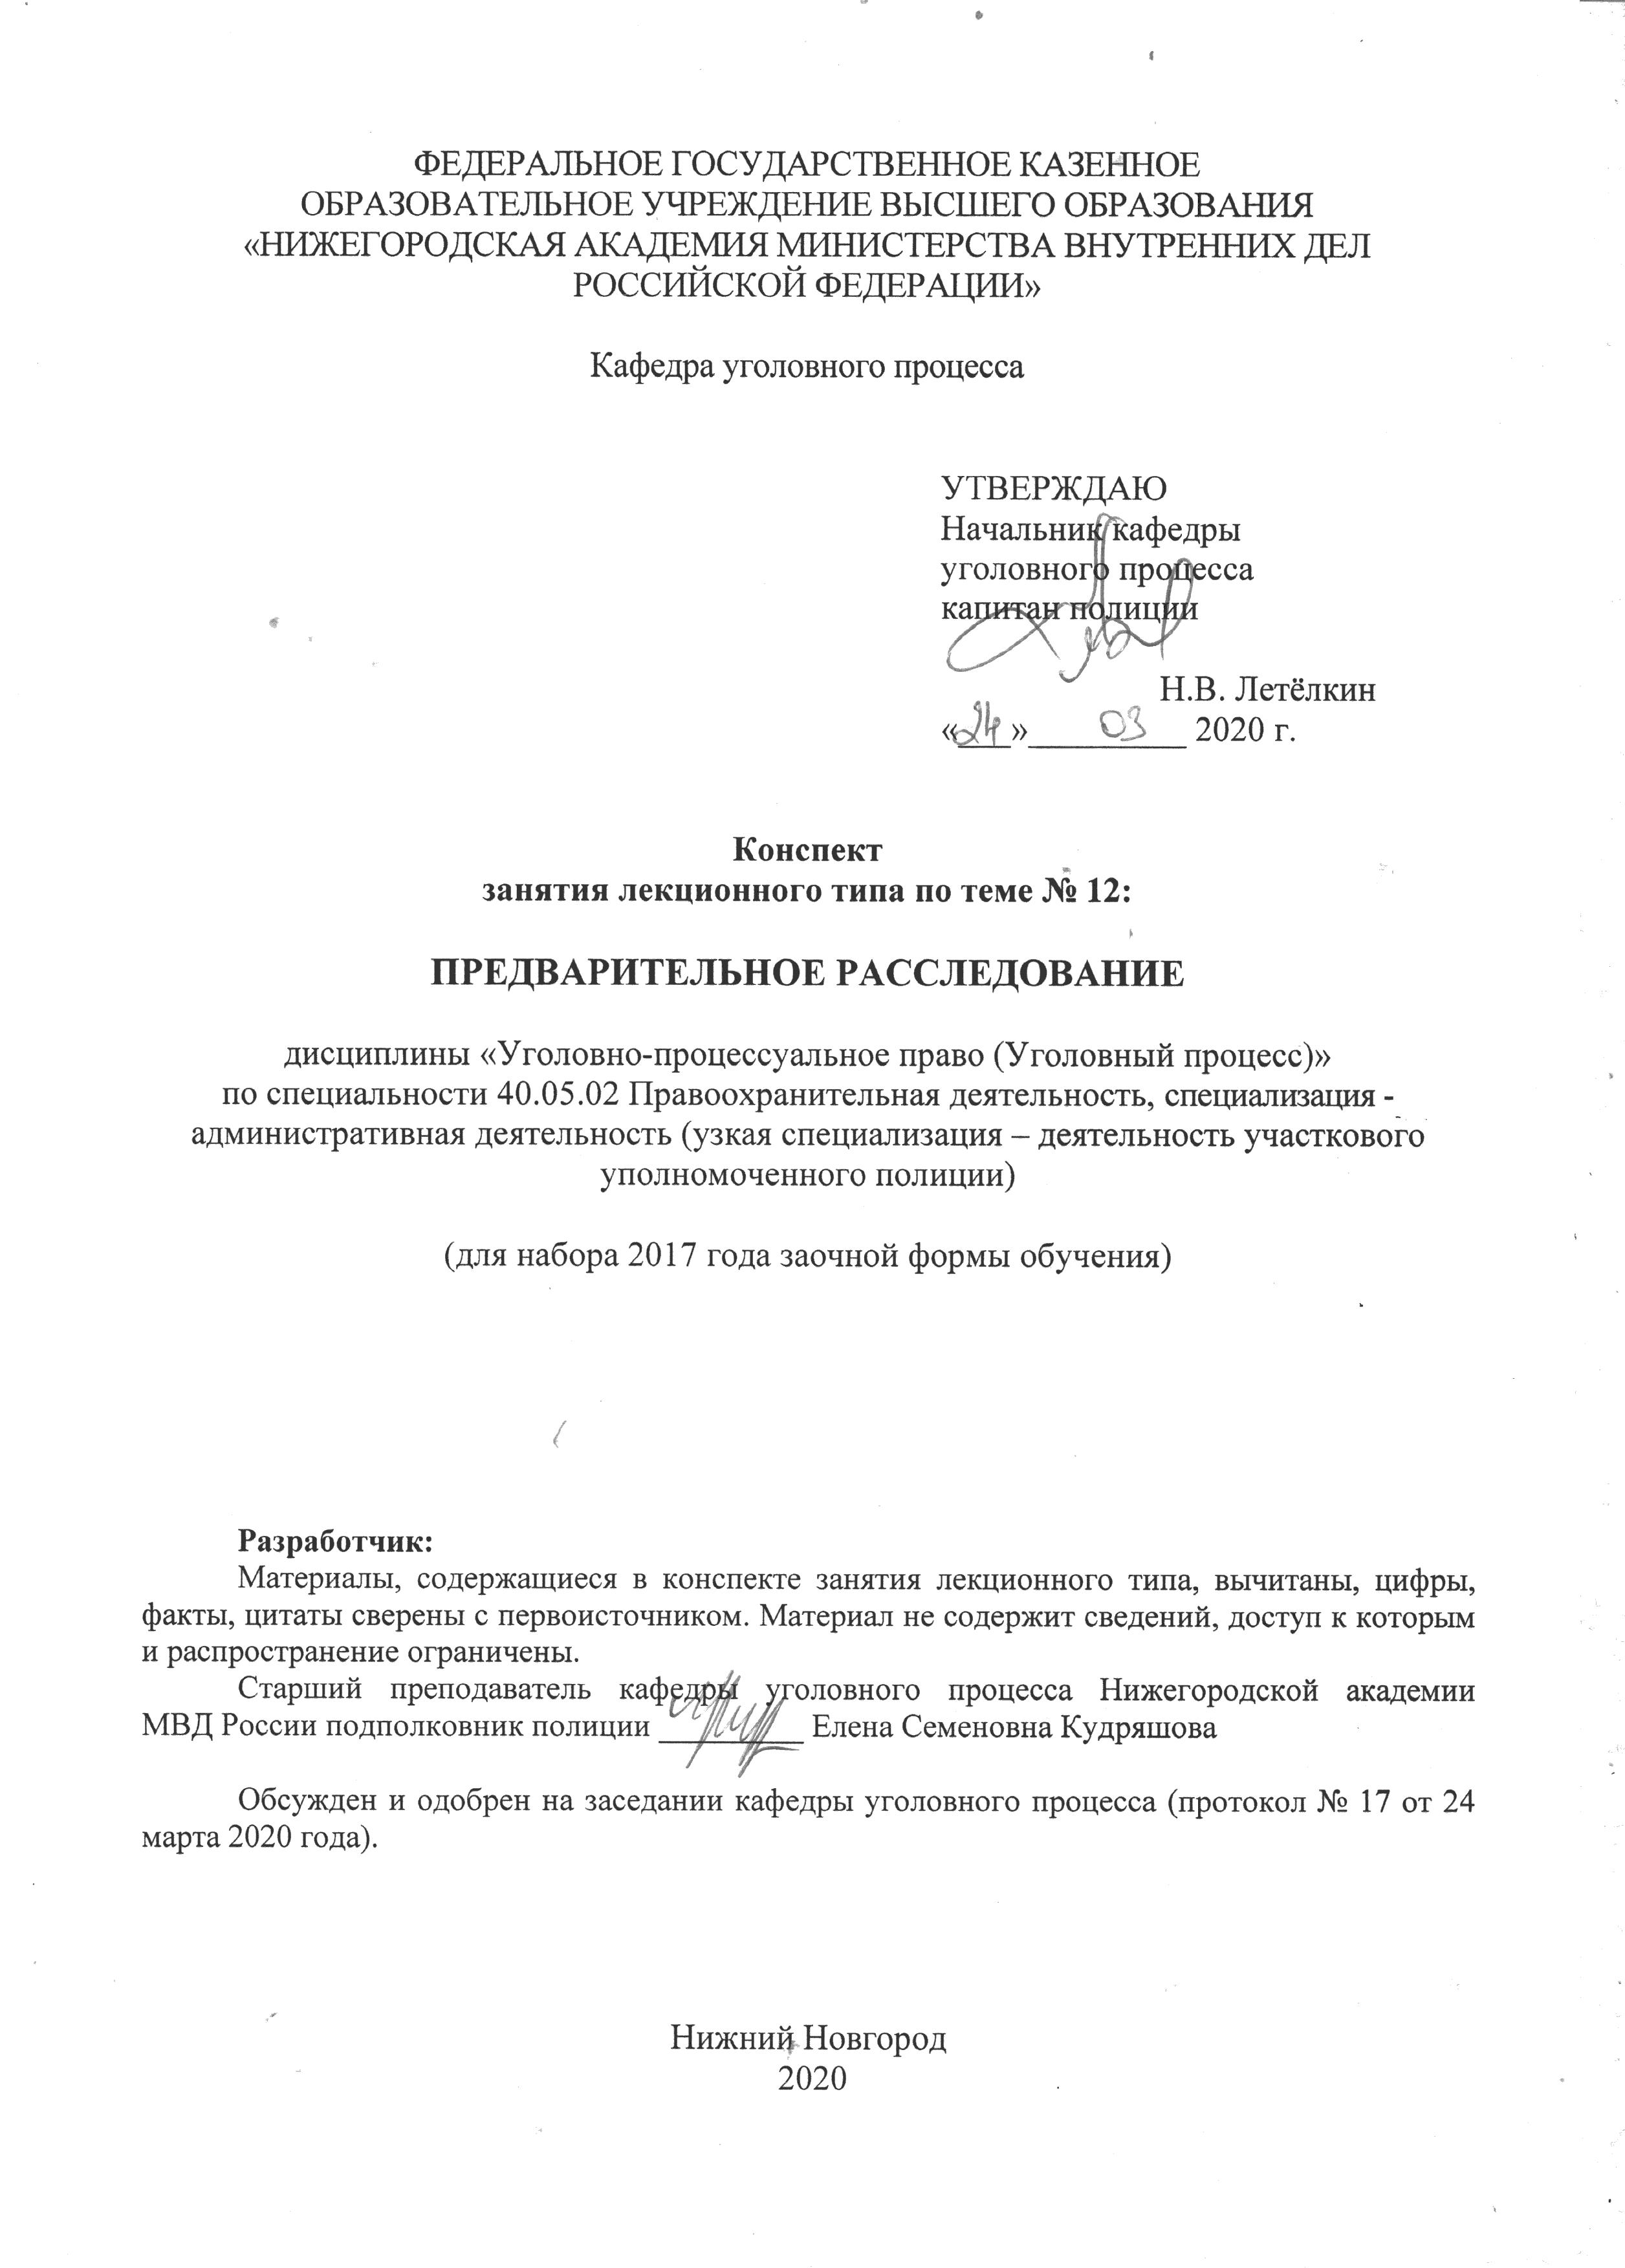 ФЕДЕРАЛЬНОЕ ГОСУДАРСТВЕННОЕ КАЗЕННОЕ
ОБРАЗОВАТЕЛЬНОЕ УЧРЕЖДЕНИЕ ВЫСШЕГО ОБРАЗОВАНИЯ
«НИЖЕГОРОДСКАЯ АКАДЕМИЯ МИНИСТЕРСТВА ВНУТРЕННИХ ДЕЛ
РОССИЙСКОЙ ФЕДЕРАЦИИ»
Кафедра уголовного процесса
УТВЕРЖДАЮ
Начальник кафедры
уголовного процесса
капитан полиции
Н.В. Летёлкин
«24» 03 2020 г.
Конспект
занятия лекционного типа по теме № 12:
ПРЕДВАРИТЕЛЬНОЕ РАССЛЕДОВАНИЕ
дисциплины «Уголовно-процессуальное право (Уголовный процесс)»
по специальности 40.05.02 Правоохранительная деятельность, специализация -
административная деятельность (узкая специализация – деятельность участкового
уполномоченного полиции)
(для набора 2017 года заочной формы обучения)
Разработчик:
Материалы, содержащиеся в конспекте занятия лекционного типа, вычитаны, цифры,
факты, цитаты сверены с первоисточником. Материал не содержит сведений, доступ к которым
и распространение ограничены.
Старший преподаватель кафедры уголовного процесса Нижегородской академии
МВД России подполковник полиции _________ Елена Семеновна Кудряшова
Обсужден и одобрен на заседании кафедры уголовного процесса (протокол № 17 от 24
марта 2020 года).
Нижний Новгород
2020